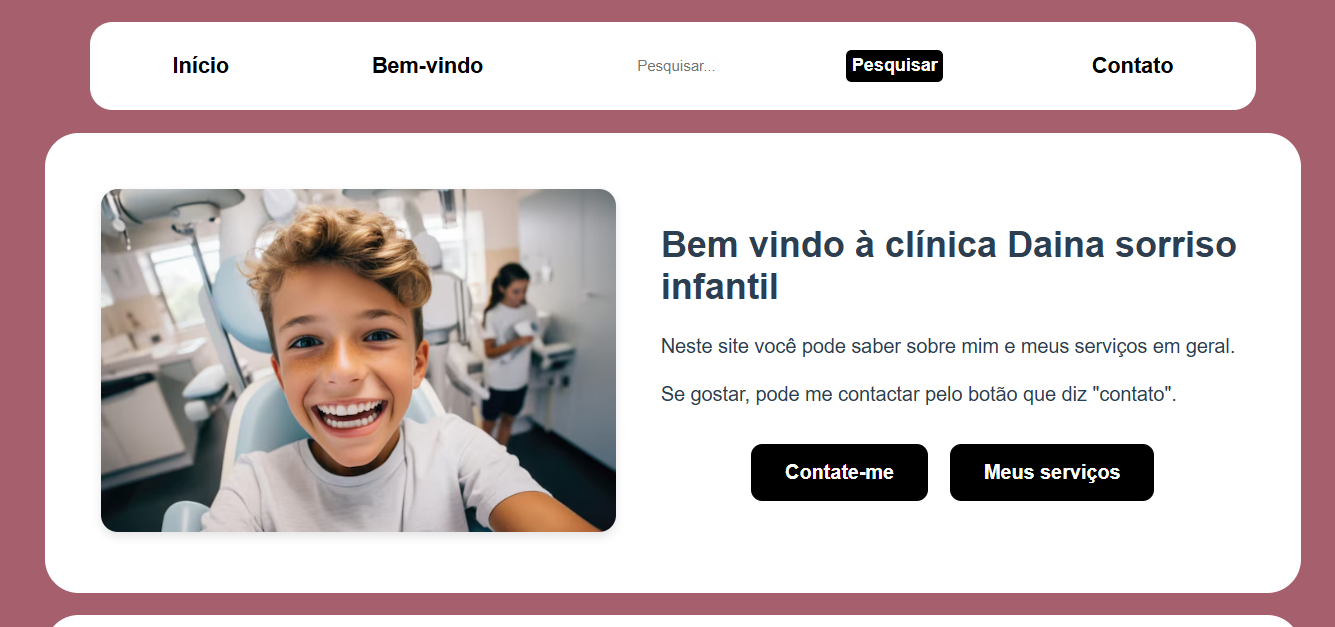 Início
Bem-vindo
Pesquisar...
Pesquisar
Contato
Bem vindo à clínica Daina sorriso
infantil
Neste site você pode saber sobre mim e meus serviços em geral.
Se gostar, pode me contactar pelo botão que diz "contato".
Contate-me
Meus serviços